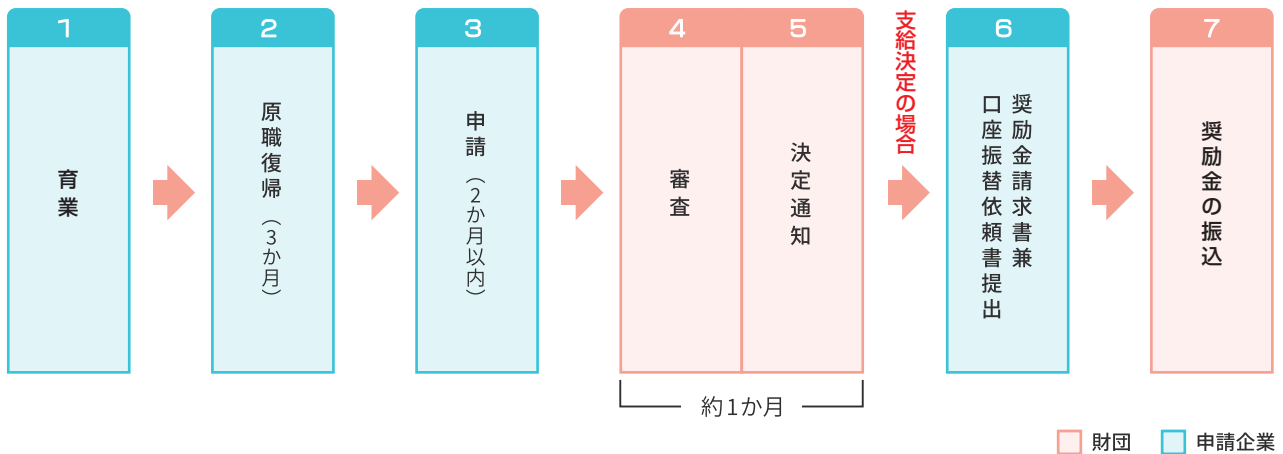 1
育業
2
原職復帰（3か月）
3
申請（2か月以内）
4
審査
5
決定通知
約1か月
支給決定の場合
6
奨励金請求書兼
口座振替依頼書提出
7
奨励金の振込
財団
申請企業